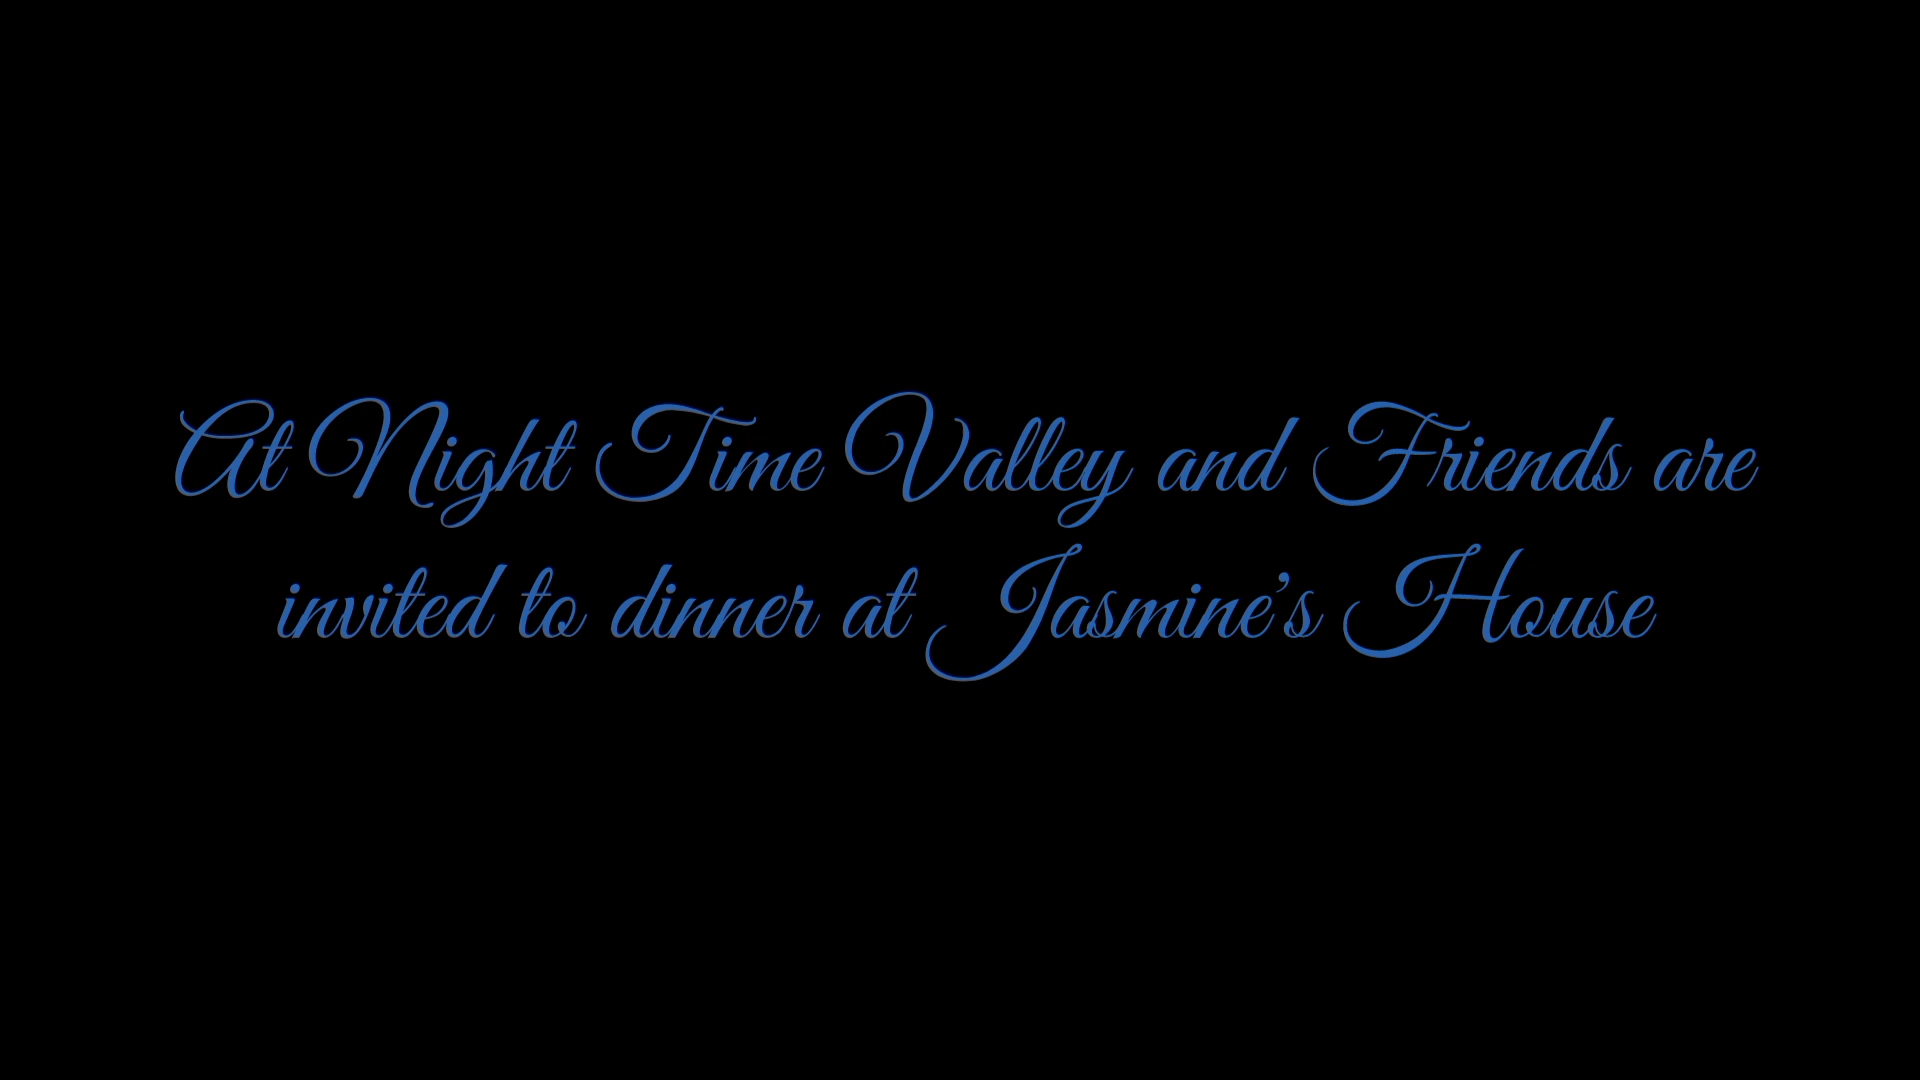 At Night Time Valley and Friends are
invited to dinner at Jasmine’s House